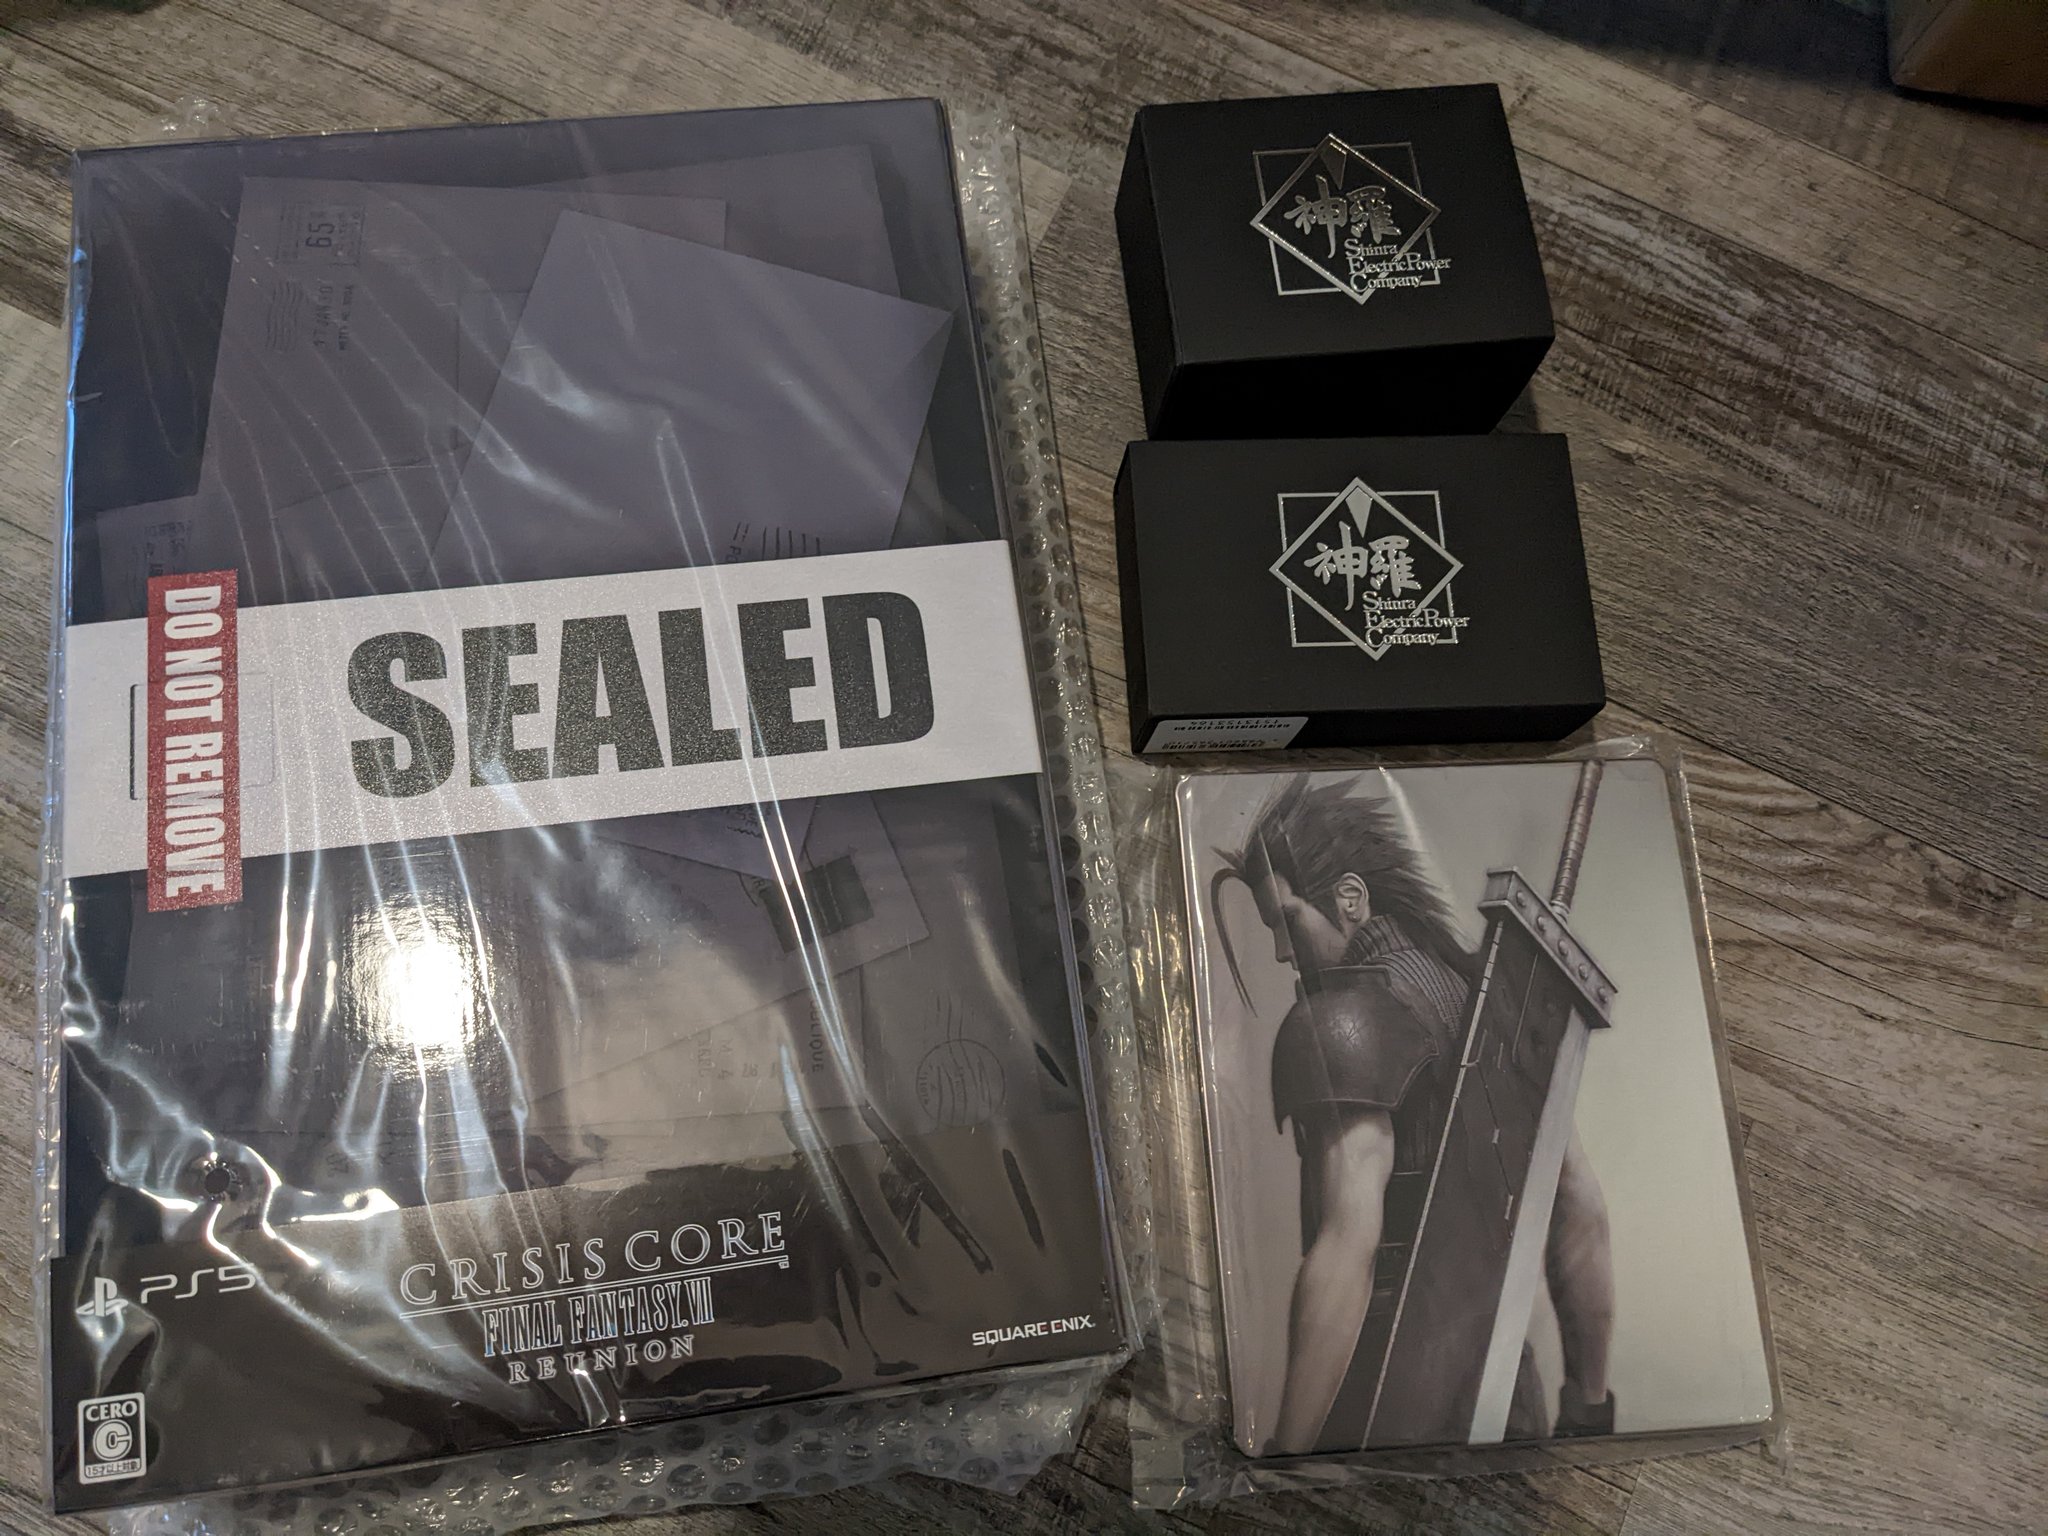 65
SEALED
DO NOT REMOVE
PS5
CRISIS CORE
FINAL FANTASY VII
REUNION
SQUARE ENIX
CERO
C
神羅
Shinra
Electric Power
Company
神羅
Shinra
Electric Power
Company